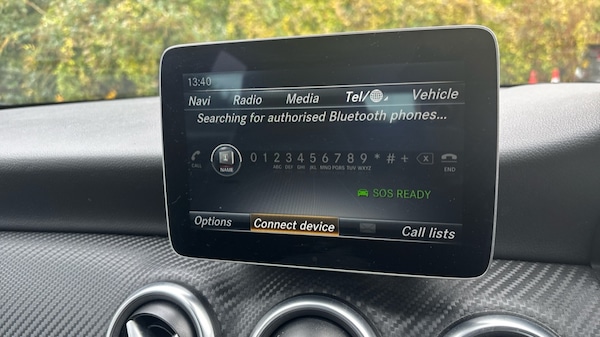 13:40
Navi Radio Media Tel/ Vehicle
Searching for authorised Bluetooth phones...
CALL NAME 0 1 2 3 4 5 6 7 8 9 * # + END
ABC DEF GHI JKL MNO PQRS TUV WXYZ
SOS READY
Options Connect device Call lists